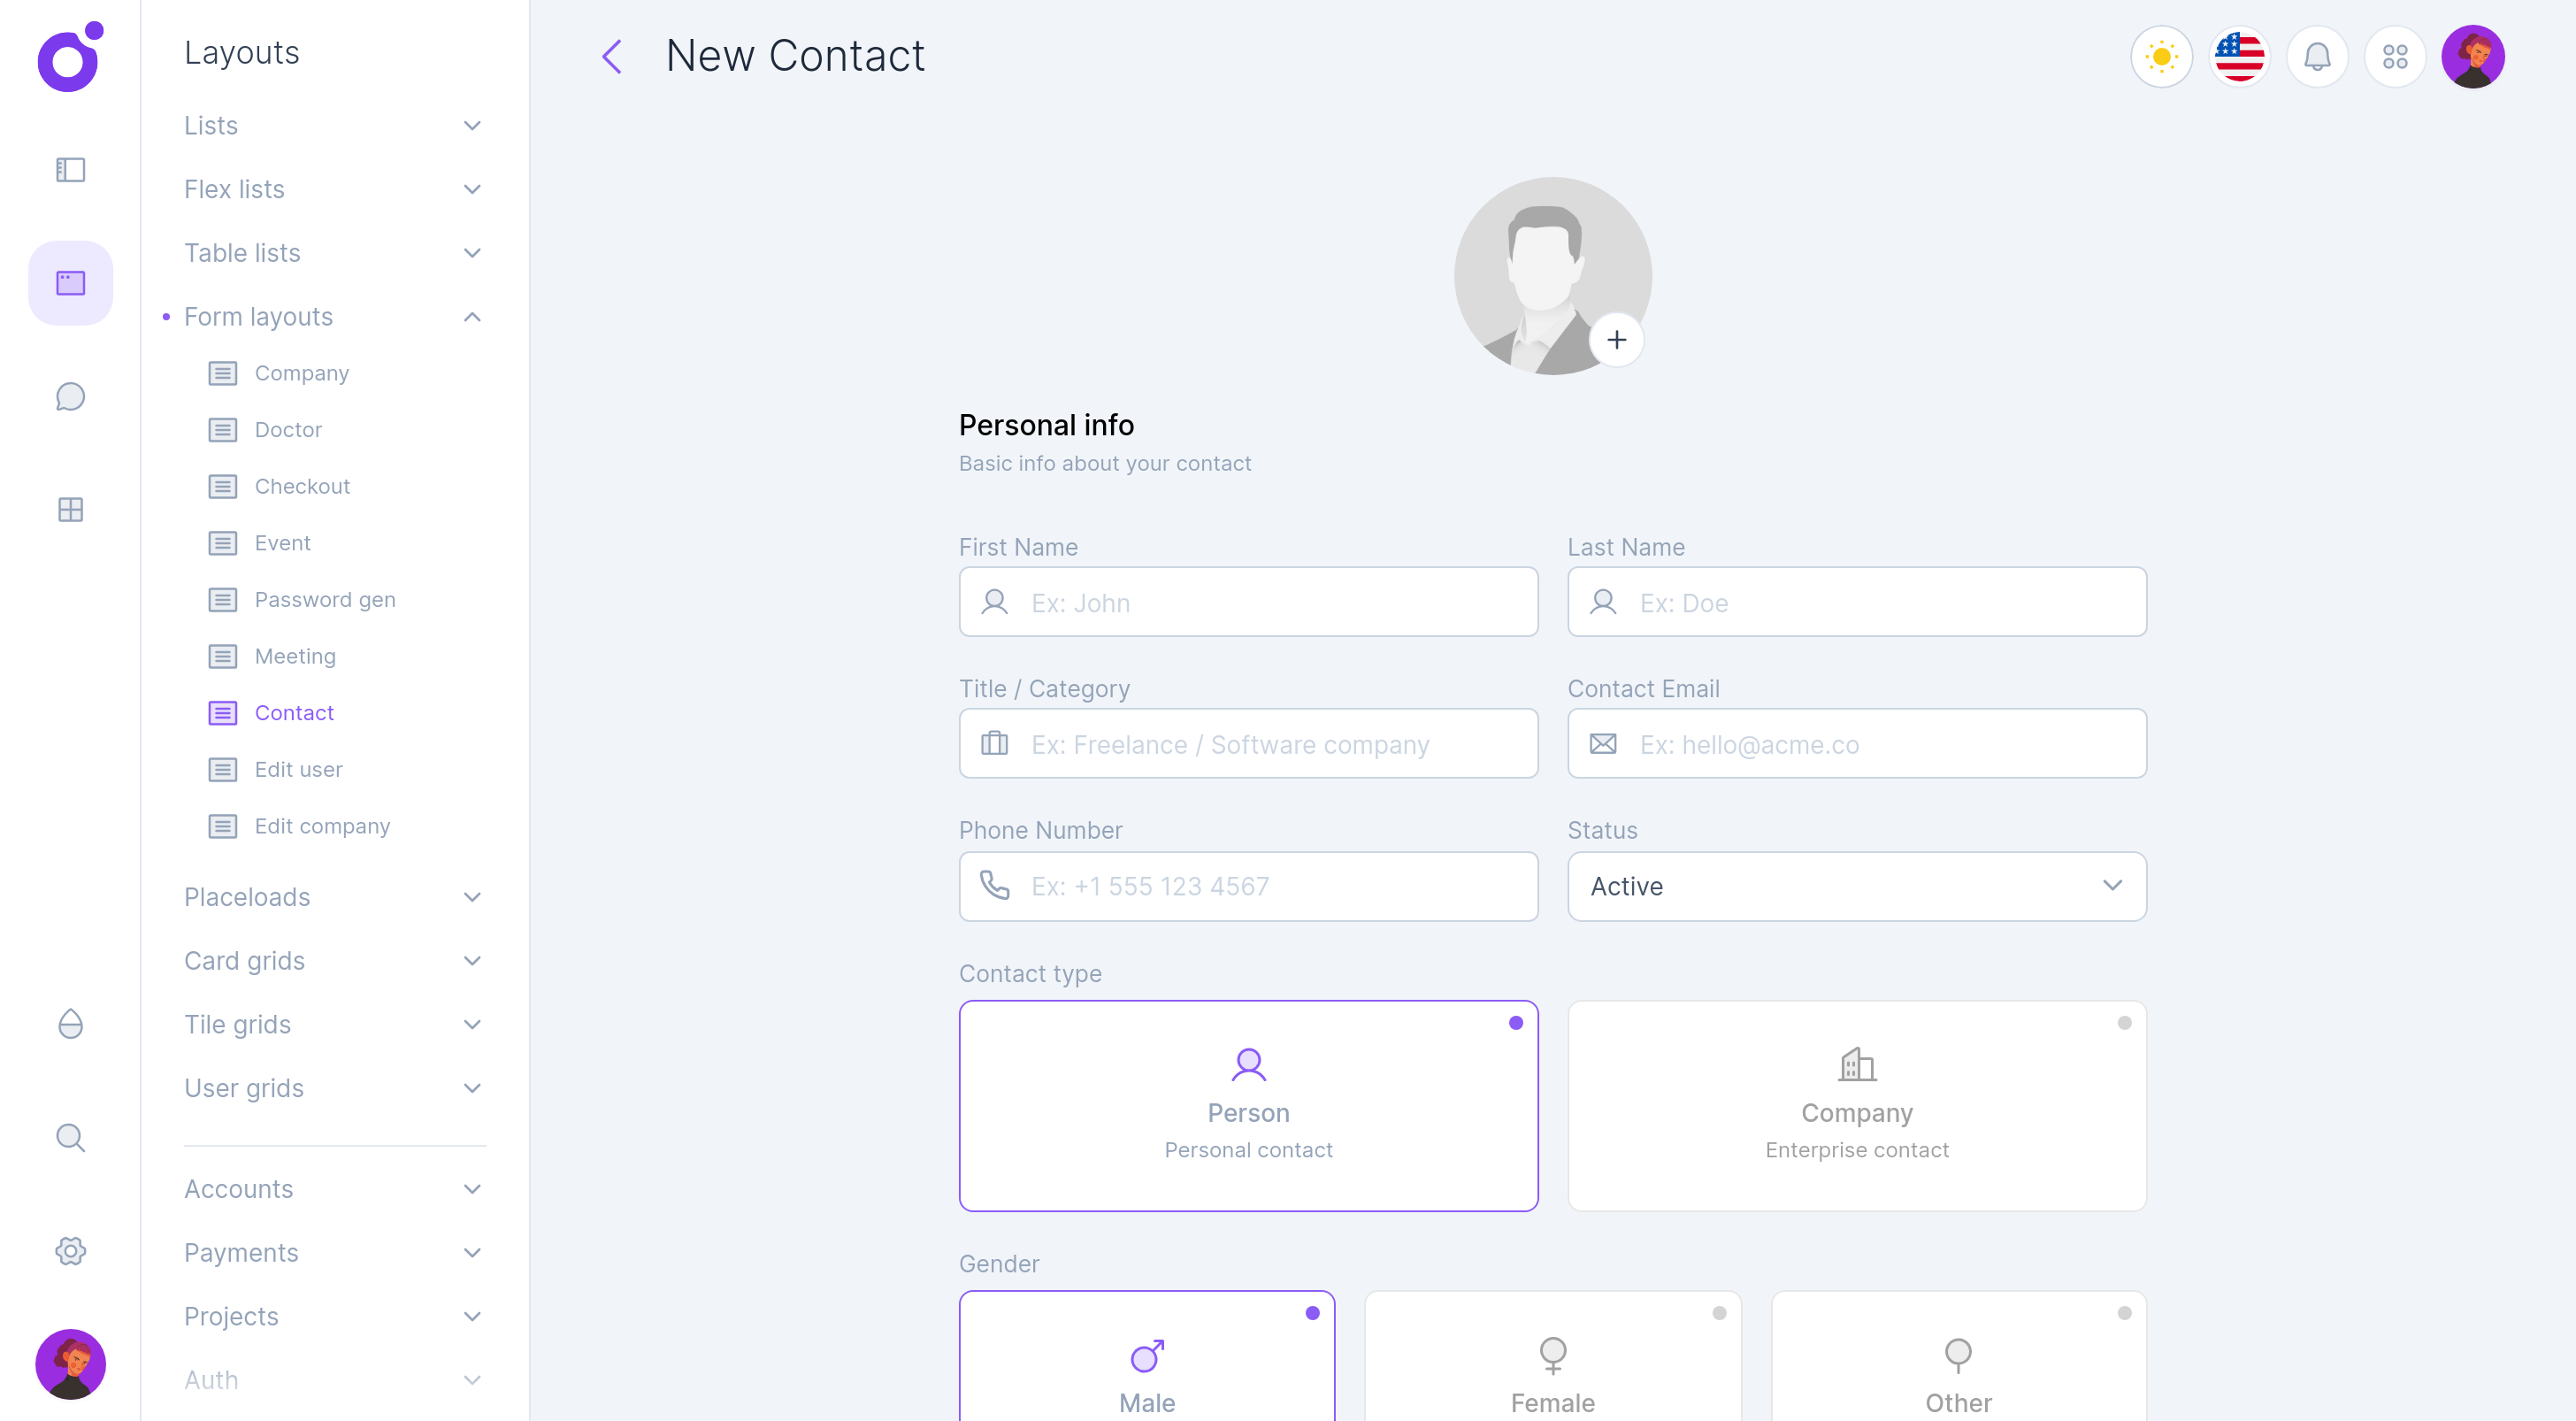 Layouts
Lists
Flex lists
Table lists
Form layouts
Company
Doctor
Checkout
Event
Password gen
Meeting
Contact
Edit user
Edit company
Placeloads
Card grids
Tile grids
User grids
Accounts
Payments
Projects
Auth
New Contact
Personal info
Basic info about your contact
First Name
Last Name
Ex: John
Ex: Doe
Title / Category
Contact Email
Ex: Freelance / Software company
Ex: hello@acme.co
Phone Number
Status
Ex: +1 555 123 4567
Active
Contact type
Person
Personal contact
Company
Enterprise contact
Gender
Male
Female
Other